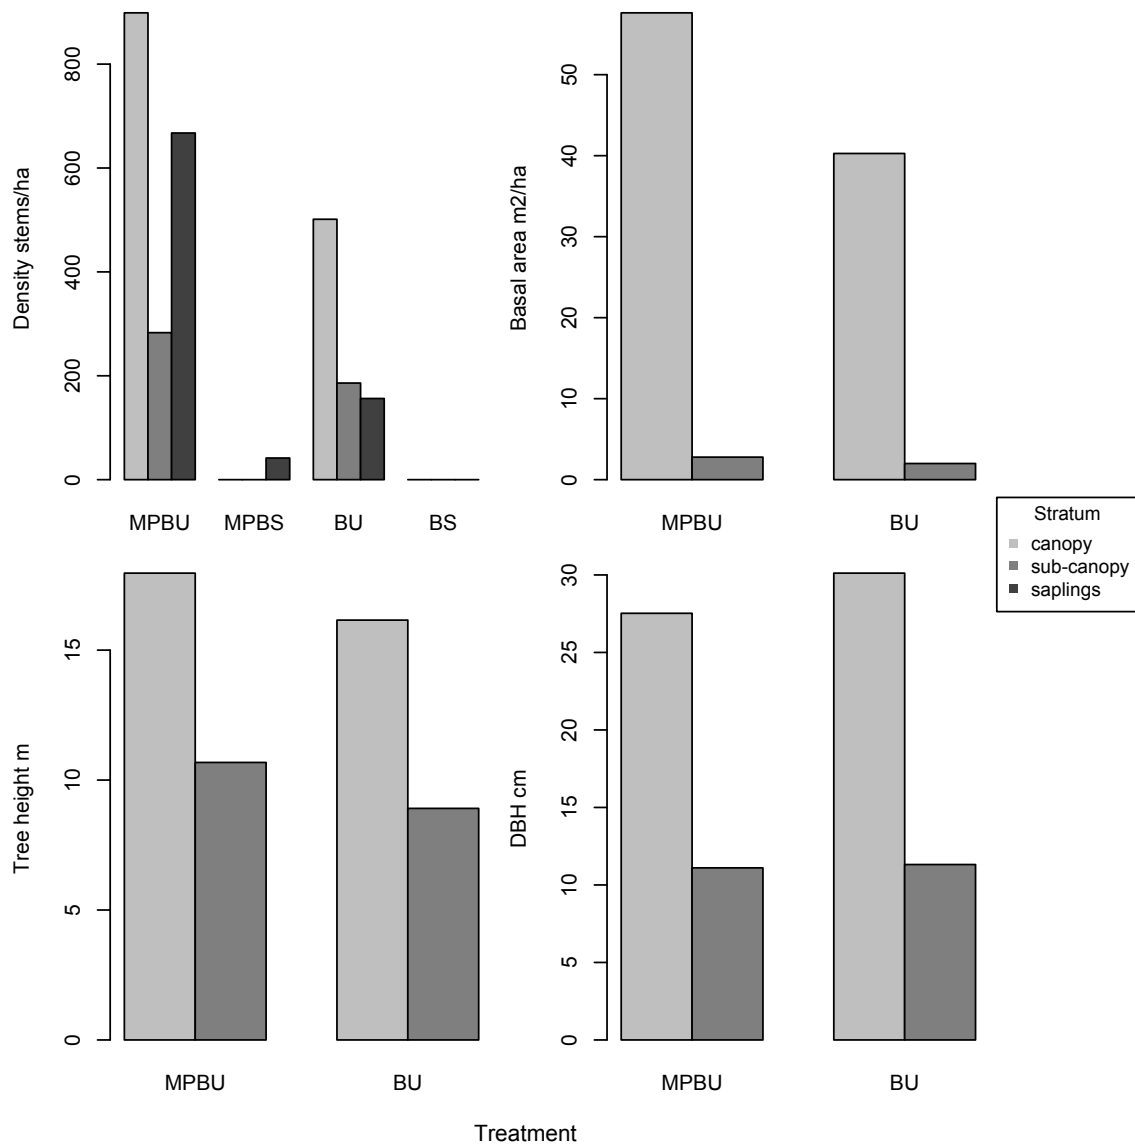 Density stems/ha
800
600
400
200
0
MPBU MPBS BU BS
Basal area m2/ha
50
40
30
20
10
0
MPBU BU
Stratum
canopy
sub-canopy
saplings
Tree height m
15
10
5
0
MPBU BU
DBH cm
30
25
20
15
10
5
0
MPBU BU
Treatment